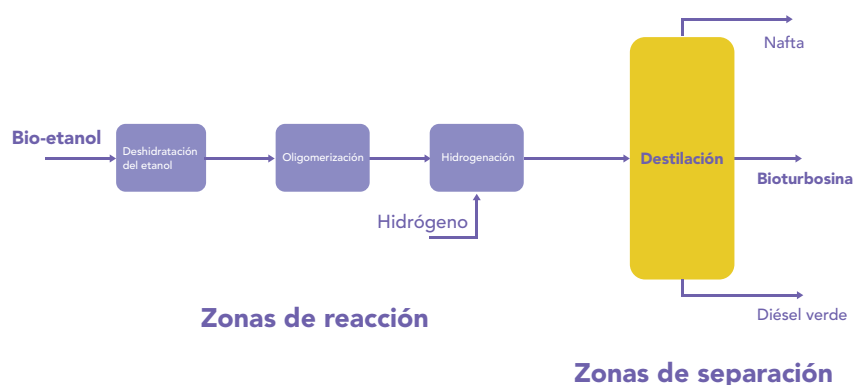 Nafta
Bio-etanol
Deshidratación
del etanol
Oligomerización
Hidrogenación
Destilación
Bioturbosina
Hidrógeno
Diésel verde
Zonas de reacción
Zonas de separación